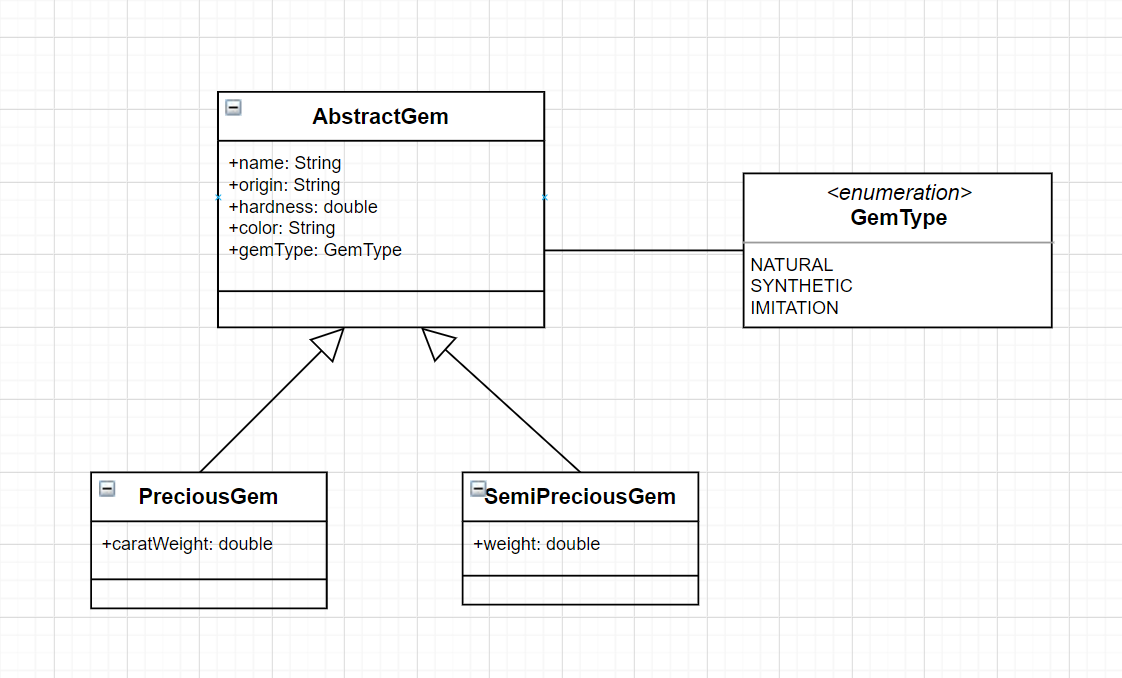 AbstractGem
+name: String
+origin: String
+hardness: double
+color: String
+gemType: GemType
<enumeration>
GemType
NATURAL
SYNTHETIC
IMITATION
PreciousGem
+caratWeight: double
SemiPreciousGem
+weight: double